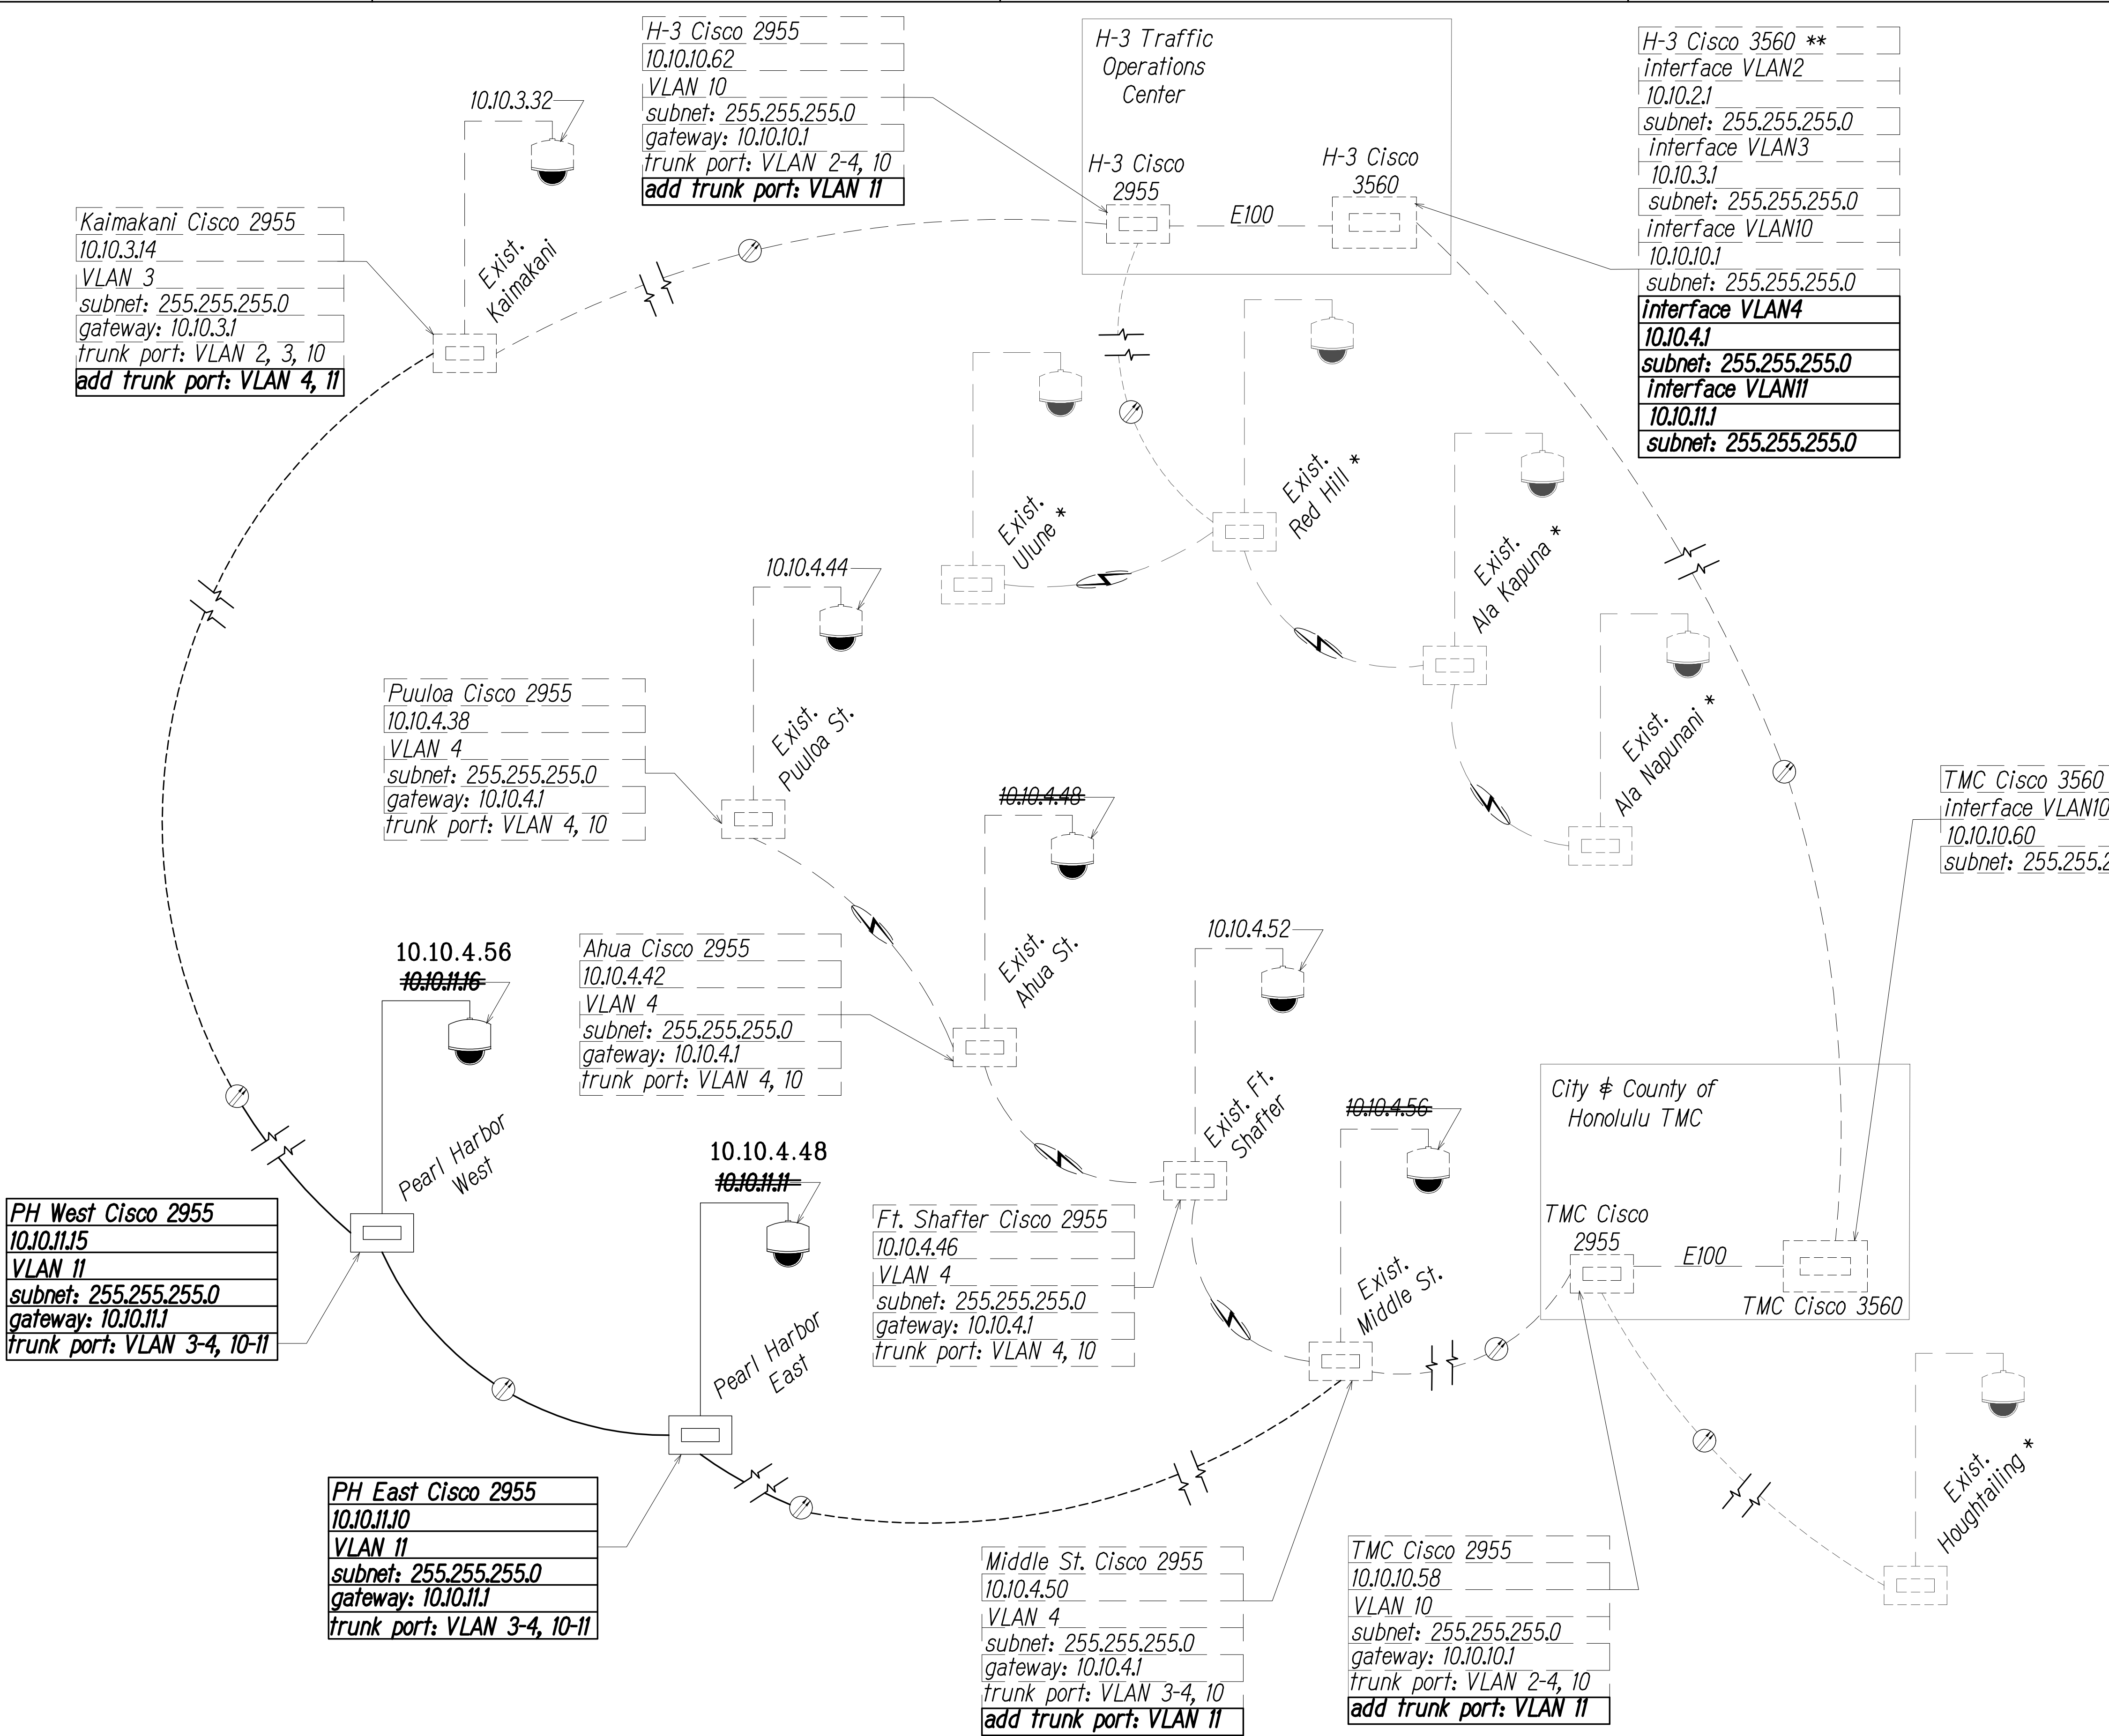 H-3 Cisco 2955
10.10.10.62
VLAN 10
subnet: 255.255.255.0
gateway: 10.10.10.1
trunk port: VLAN 2-4, 10
add trunk port: VLAN 11
H-3 Traffic
Operations
Center
H-3 Cisco
2955
E100
H-3 Cisco
3560
H-3 Cisco 3560 **
interface VLAN2
10.10.2.1
subnet: 255.255.255.0
interface VLAN3
10.10.3.1
subnet: 255.255.255.0
interface VLAN10
10.10.10.1
subnet: 255.255.255.0
interface VLAN4
10.10.4.1
subnet: 255.255.255.0
interface VLAN11
10.10.11.1
subnet: 255.255.255.0
10.10.3.32
Kaimakani Cisco 2955
10.10.3.14
VLAN 3
subnet: 255.255.255.0
gateway: 10.10.3.1
trunk port: VLAN 2, 3, 10
add trunk port: VLAN 4, 11
Exist.
Kaimakani
Exist.
Ulune *
Exist.
Red Hill *
Exist.
Ala Kapuna *
Exist.
Ala Napunani *
10.10.4.44
Puuloa Cisco 2955
10.10.4.38
VLAN 4
subnet: 255.255.255.0
gateway: 10.10.4.1
trunk port: VLAN 4, 10
Exist.
Puuloa St.
10.10.4.48
TMC Cisco 3560
interface VLAN10
10.10.10.60
subnet: 255.255.2
10.10.4.56
10.10.11.16
Ahua Cisco 2955
10.10.4.42
VLAN 4
subnet: 255.255.255.0
gateway: 10.10.4.1
trunk port: VLAN 4, 10
Exist.
Ahua St.
10.10.4.52
Exist. Ft.
Shafter
10.10.4.56
City & County of
Honolulu TMC
TMC Cisco
2955
E100
TMC Cisco 3560
Pearl Harbor
West
10.10.4.48
10.10.11.11
PH West Cisco 2955
10.10.11.15
VLAN 11
subnet: 255.255.255.0
gateway: 10.10.11.1
trunk port: VLAN 3-4, 10-11
Ft. Shafter Cisco 2955
10.10.4.46
VLAN 4
subnet: 255.255.255.0
gateway: 10.10.4.1
trunk port: VLAN 4, 10
Exist.
Middle St.
Pearl Harbor
East
Exist.
Houghtailing *
PH East Cisco 2955
10.10.11.10
VLAN 11
subnet: 255.255.255.0
gateway: 10.10.11.1
trunk port: VLAN 3-4, 10-11
Middle St. Cisco 2955
10.10.4.50
VLAN 4
subnet: 255.255.255.0
gateway: 10.10.4.1
trunk port: VLAN 3-4, 10
add trunk port: VLAN 11
TMC Cisco 2955
10.10.10.58
VLAN 10
subnet: 255.255.255.0
gateway: 10.10.10.1
trunk port: VLAN 2-4, 10
add trunk port: VLAN 11